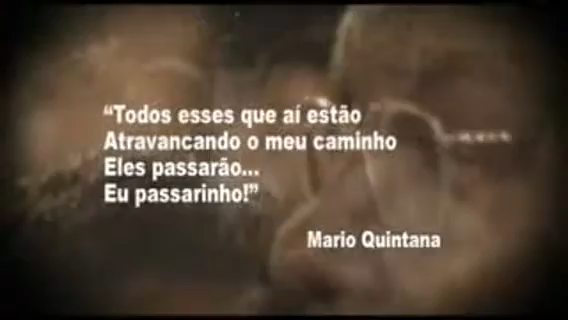 “Todos esses que aí estão
Atravancando o meu caminho
Eles passarão...
Eu passarinho!”
Mario Quintana